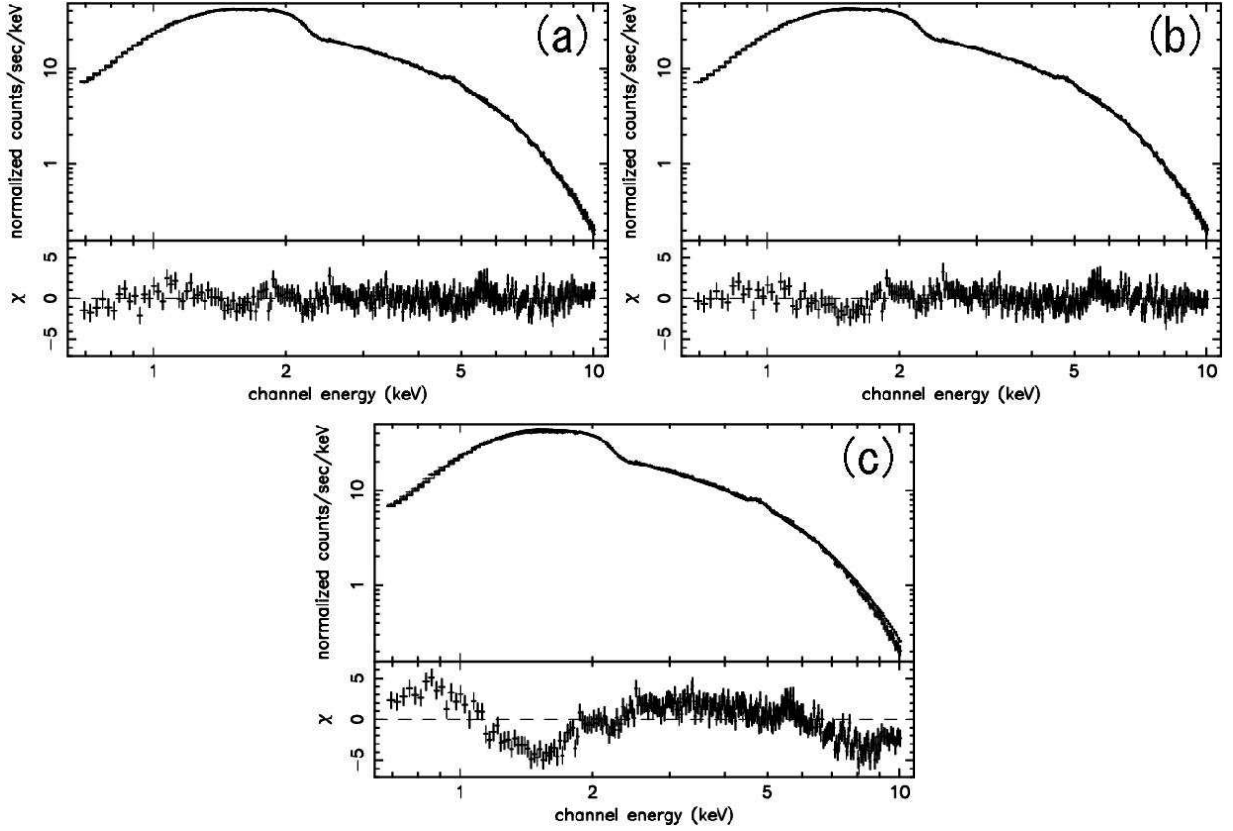 (a)
normalized counts/sec/keV
10
1
χ
5
0
−5
1
2
5
10
channel energy (keV)
(b)
normalized counts/sec/keV
10
1
χ
5
0
−5
1
2
5
10
channel energy (keV)
(c)
normalized counts/sec/keV
10
1
χ
5
0
−5
1
2
5
10
channel energy (keV)